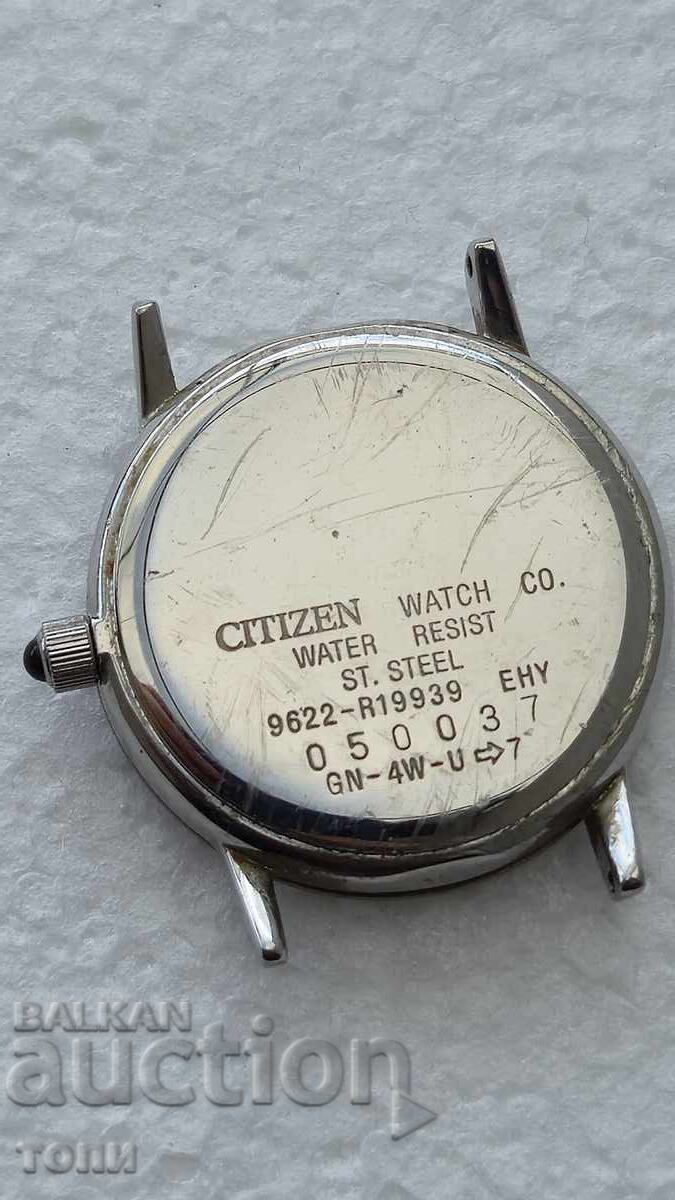 CITIZEN WATCH CO.
WATER RESIST
ST. STEEL
9622-R19939 EHY
050037
GN-4W-U⇨7
BALKAN
auction
топи